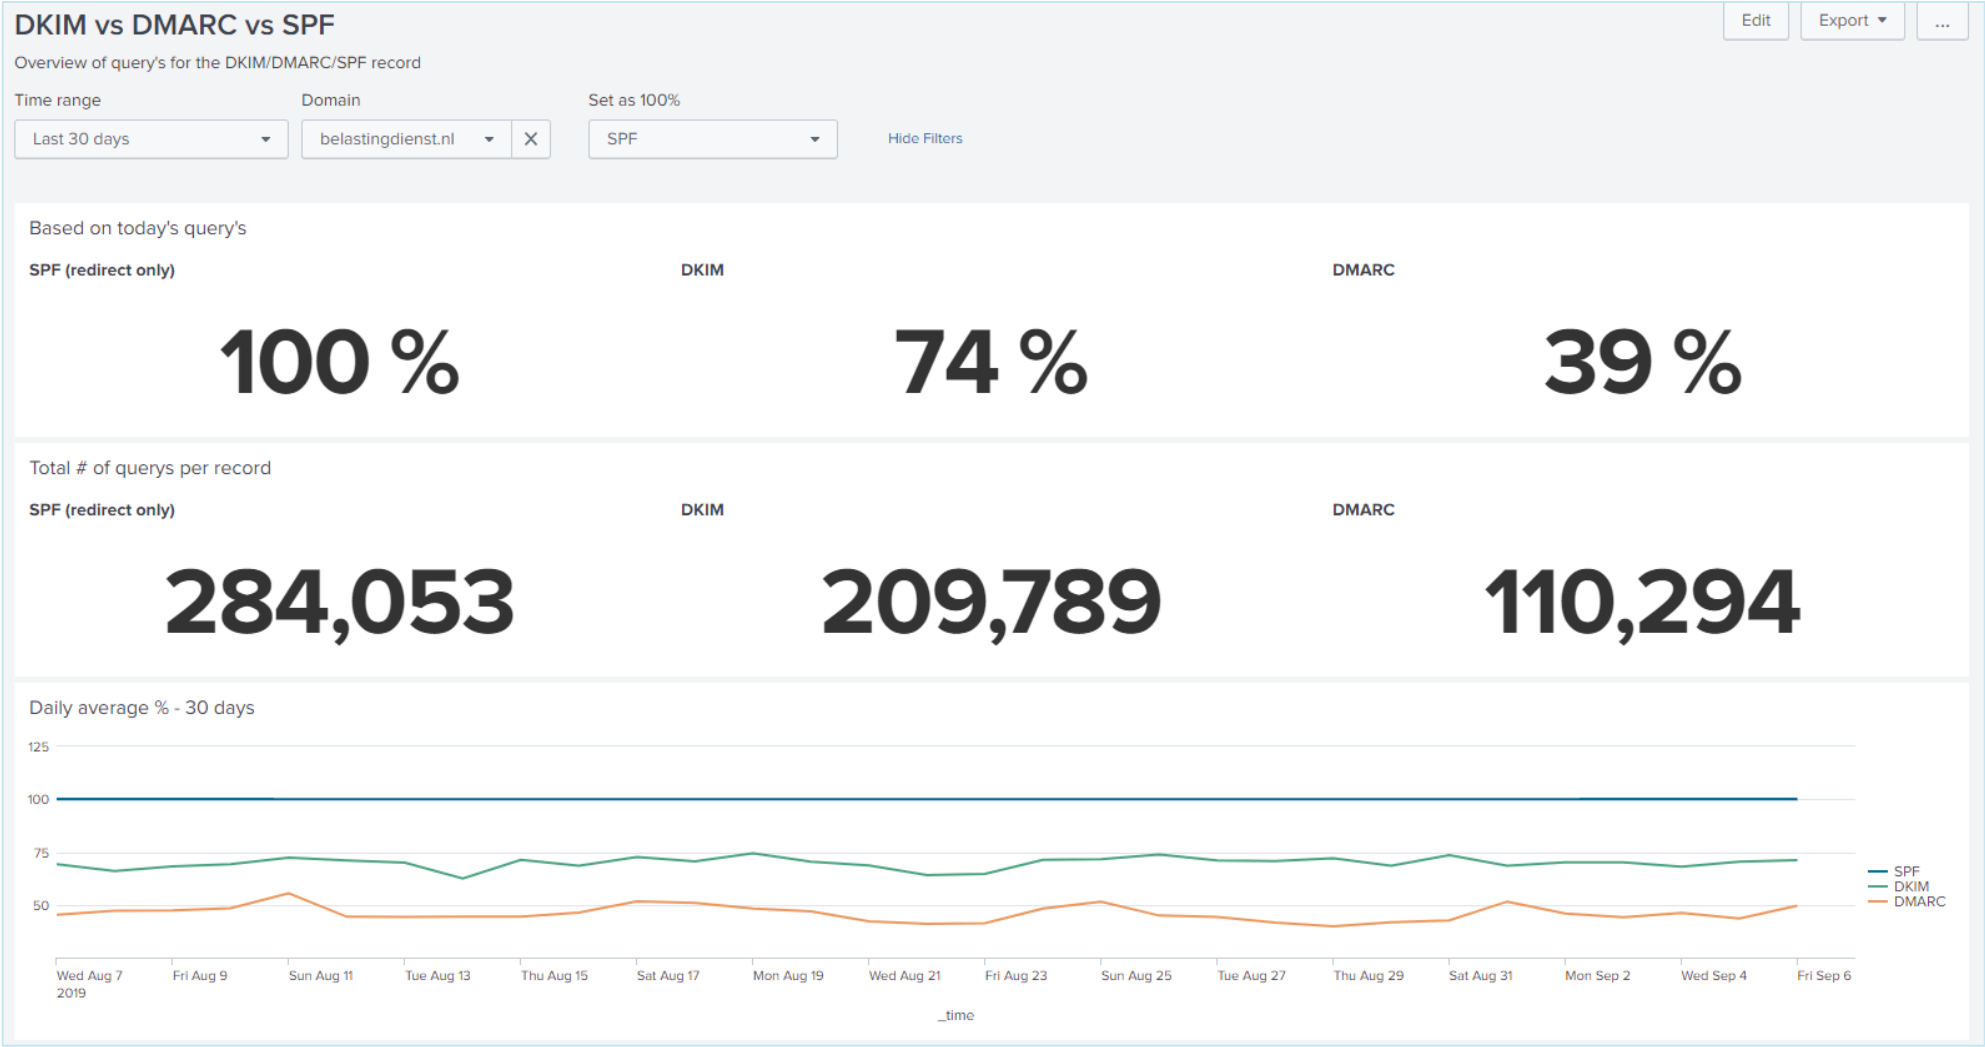 DKIM vs DMARC vs SPF
Edit
Export
...
Overview of query's for the DKIM/DMARC/SPF record
Time range
Domain
Set as 100%
Last 30 days
belastingdienst.nl
X
SPF
Hide Filters
Based on today's query's
SPF (redirect only)
DKIM
DMARC
100 %
74 %
39 %
Total # of querys per record
SPF (redirect only)
DKIM
DMARC
284,053
209,789
110,294
Daily average % - 30 days
125
100
75
50
SPF
DKIM
DMARC
Wed Aug 7
2019
Fri Aug 9
Sun Aug 11
Tue Aug 13
Thu Aug 15
Sat Aug 17
Mon Aug 19
Wed Aug 21
Fri Aug 23
Sun Aug 25
Tue Aug 27
Thu Aug 29
Sat Aug 31
Mon Sep 2
Wed Sep 4
Fri Sep 6
_time